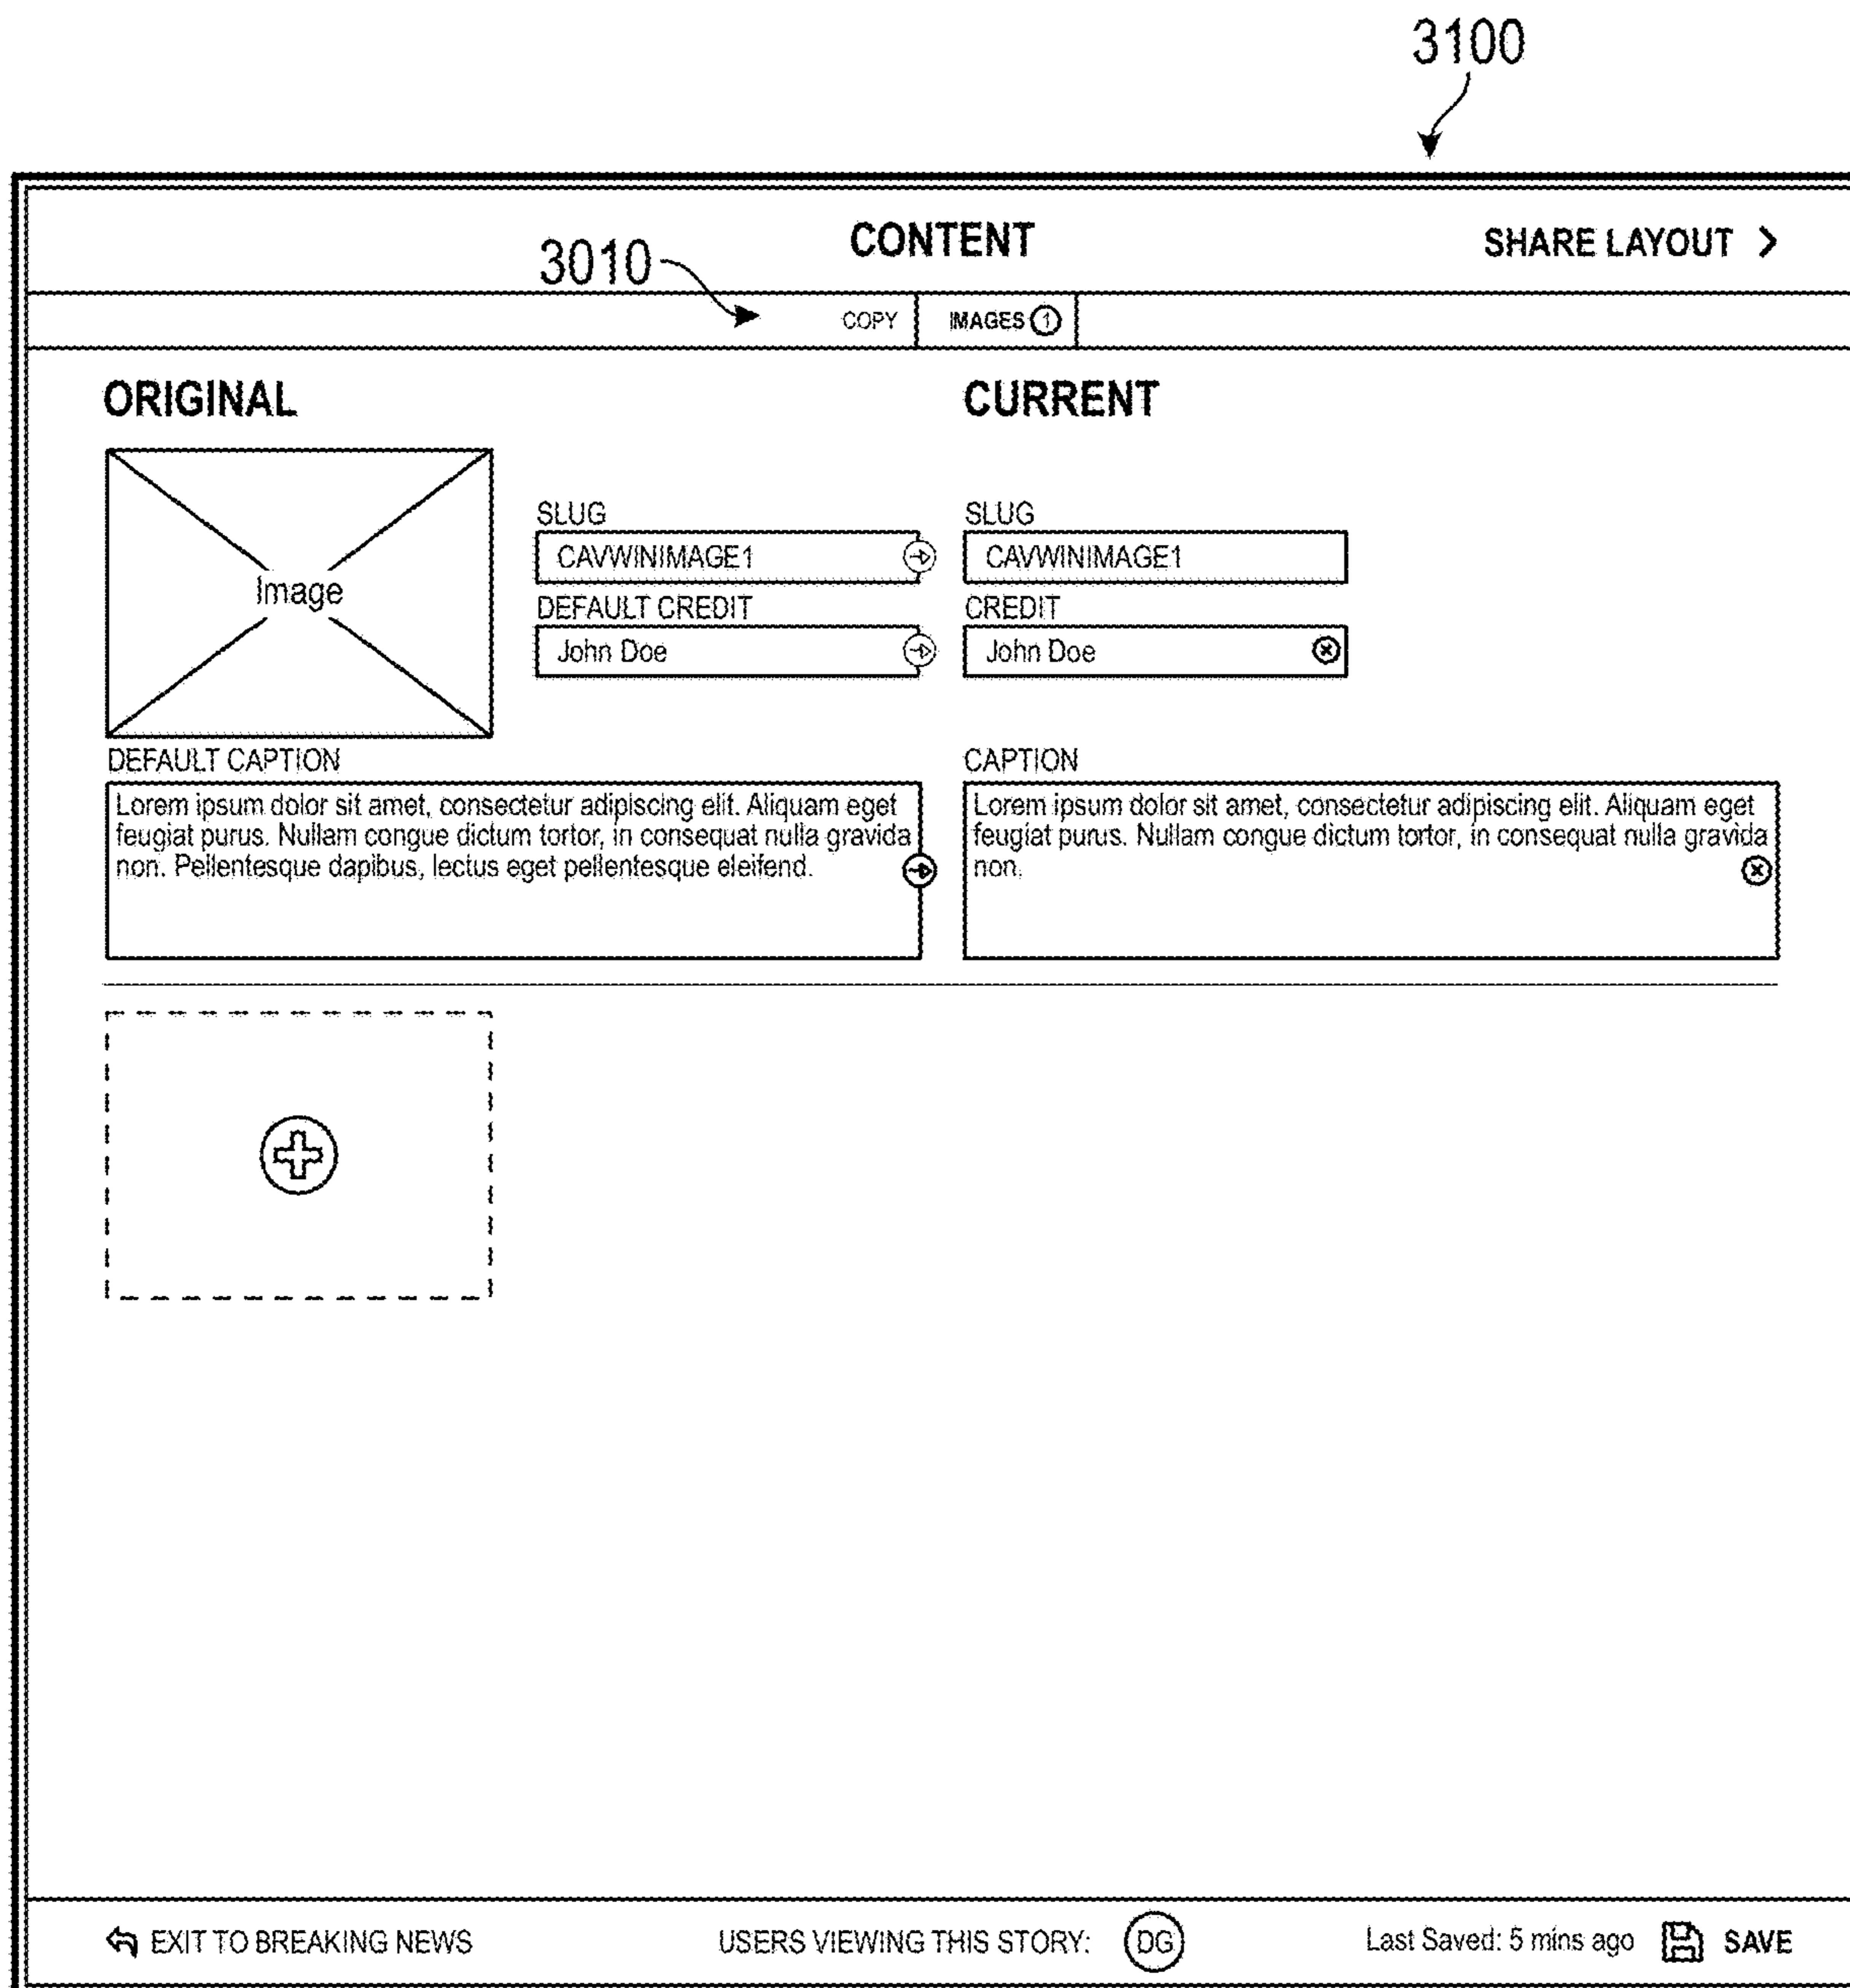 3100
CONTENT
SHARE LAYOUT >
3010
COPY
IMAGES 1
ORIGINAL
CURRENT
Image
SLUG
CAVWINIMAGE1
DEFAULT CREDIT
John Doe
SLUG
CAVWINIMAGE1
CREDIT
John Doe
DEFAULT CAPTION
Lorem ipsum dolor sit amet, consectetur adipiscing elit. Aliquam eget
feugiat purus. Nullam congue dictum tortor, in consequat nulla gravida
non. Pellentesque dapibus, lectus eget pellentesque eleifend.
CAPTION
Lorem ipsum dolor sit amet, consectetur adipiscing elit. Aliquam eget
feugiat purus. Nullam congue dictum tortor, in consequat nulla gravida
non.
EXIT TO BREAKING NEWS
USERS VIEWING THIS STORY:
DG
Last Saved: 5 mins ago
SAVE